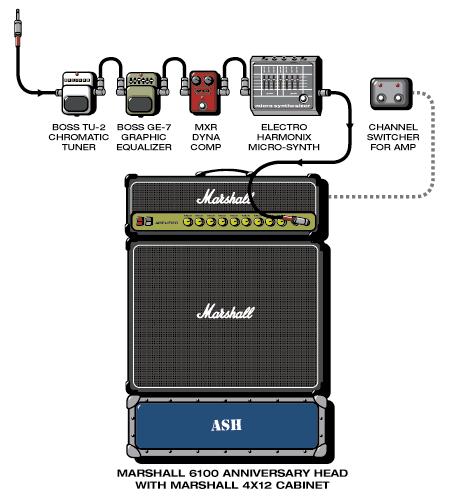 micro synthesizer
BOSS TU-2
CHROMATIC
TUNER
BOSS GE-7
GRAPHIC
EQUALIZER
MXR
DYNA
COMP
ELECTRO
HARMONIX
MICRO-SYNTH
CHANNEL
SWITCHER
FOR AMP
Marshall
Marshall
ASH
MARSHALL 6100 ANNIVERSARY HEAD
WITH MARSHALL 4X12 CABINET